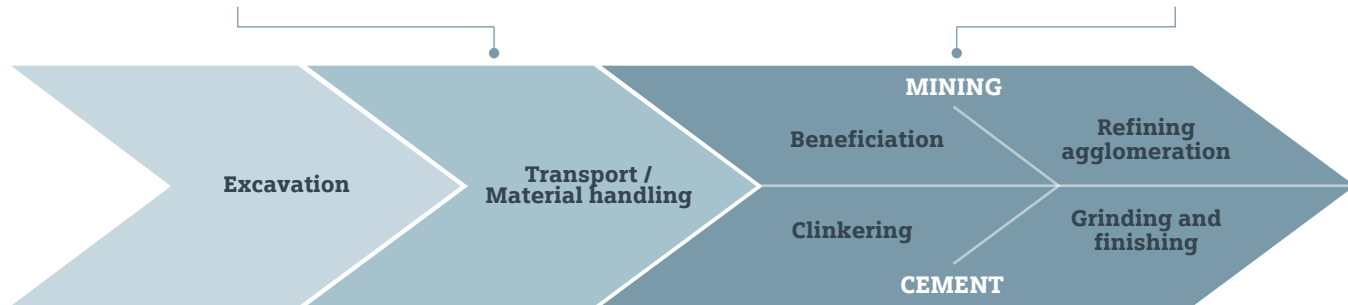 Excavation
Transport /
Material handling
MINING
Beneficiation
Refining
agglomeration
Clinkering
Grinding and
finishing
CEMENT